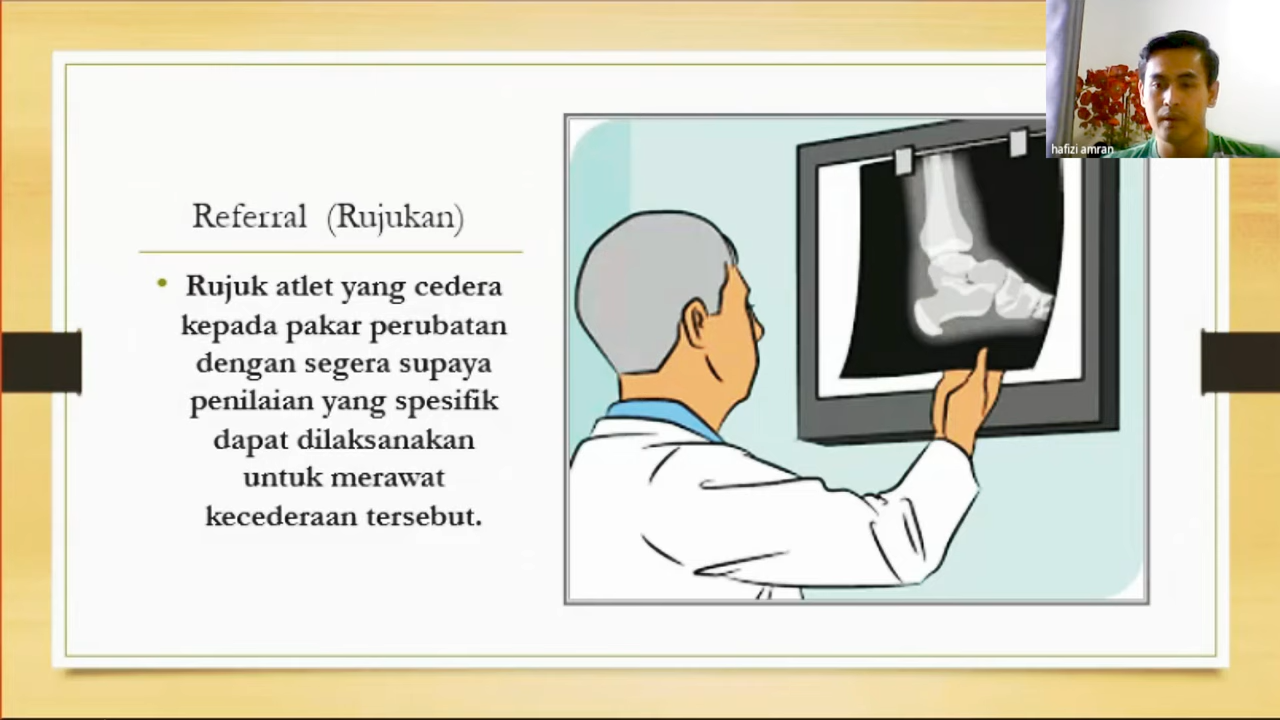 Referral (Rujukan)
• Rujuk atlet yang cedera
kepada pakar perubatan
dengan segera supaya
penilaian yang spesifik
dapat dilaksanakan
untuk merawat
kecederaan tersebut.
hafizi amran